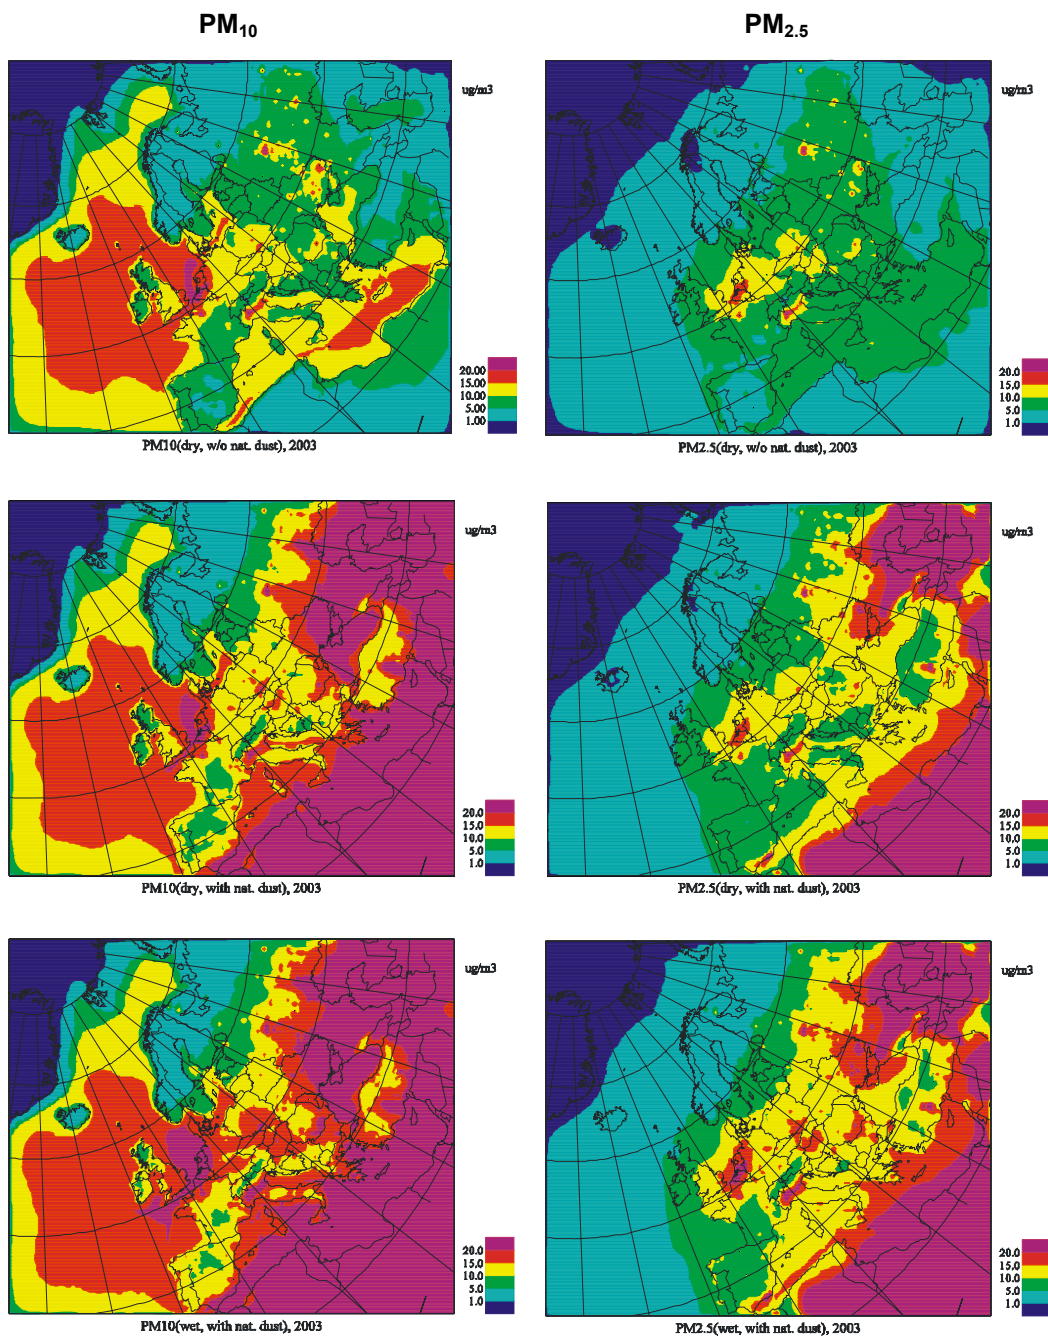 PM10
PM2.5
ug/m3
20.00
15.00
10.00
5.00
1.00
PM10(dry, w/o nat. dust), 2003
ug/m3
20.0
15.0
10.0
5.0
1.0
PM2.5(dry, w/o nat. dust), 2003
ug/m3
20.0
15.0
10.0
5.0
1.0
PM10(dry, with nat. dust), 2003
ug/m3
20.0
15.0
10.0
5.0
1.0
PM2.5(dry, with nat. dust), 2003
ug/m3
20.0
15.0
10.0
5.0
1.0
PM10(wet, with nat. dust), 2003
ug/m3
20.0
15.0
10.0
5.0
1.0
PM2.5(wet, with nat. dust), 2003